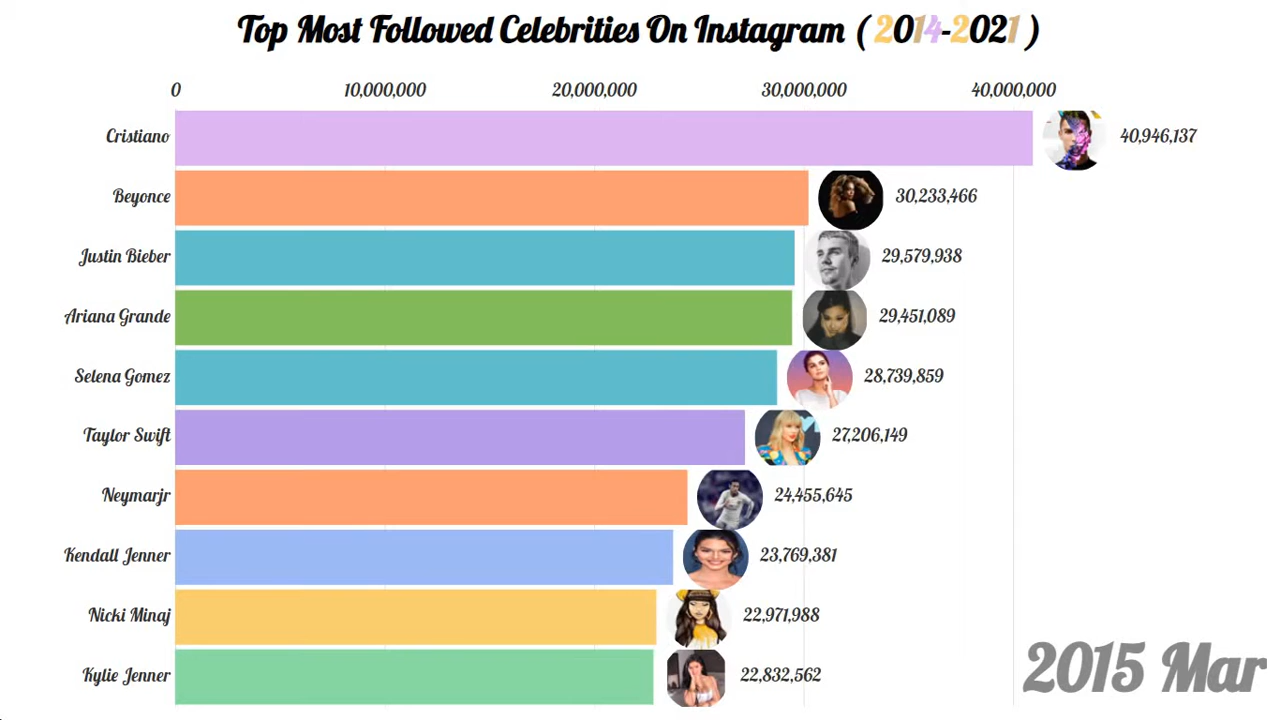 Top Most Followed Celebrities On Instagram ( 2014-2021 )
0 10,000,000 20,000,000 30,000,000 40,000,000
Cristiano 40,946,137
Beyonce 30,233,466
Justin Bieber 29,579,938
Ariana Grande 29,451,089
Selena Gomez 28,739,859
Taylor Swift 27,206,149
Neymarjr 24,455,645
Kendall Jenner 23,769,381
Nicki Minaj 22,971,988
Kylie Jenner 22,832,562
2015 Mar